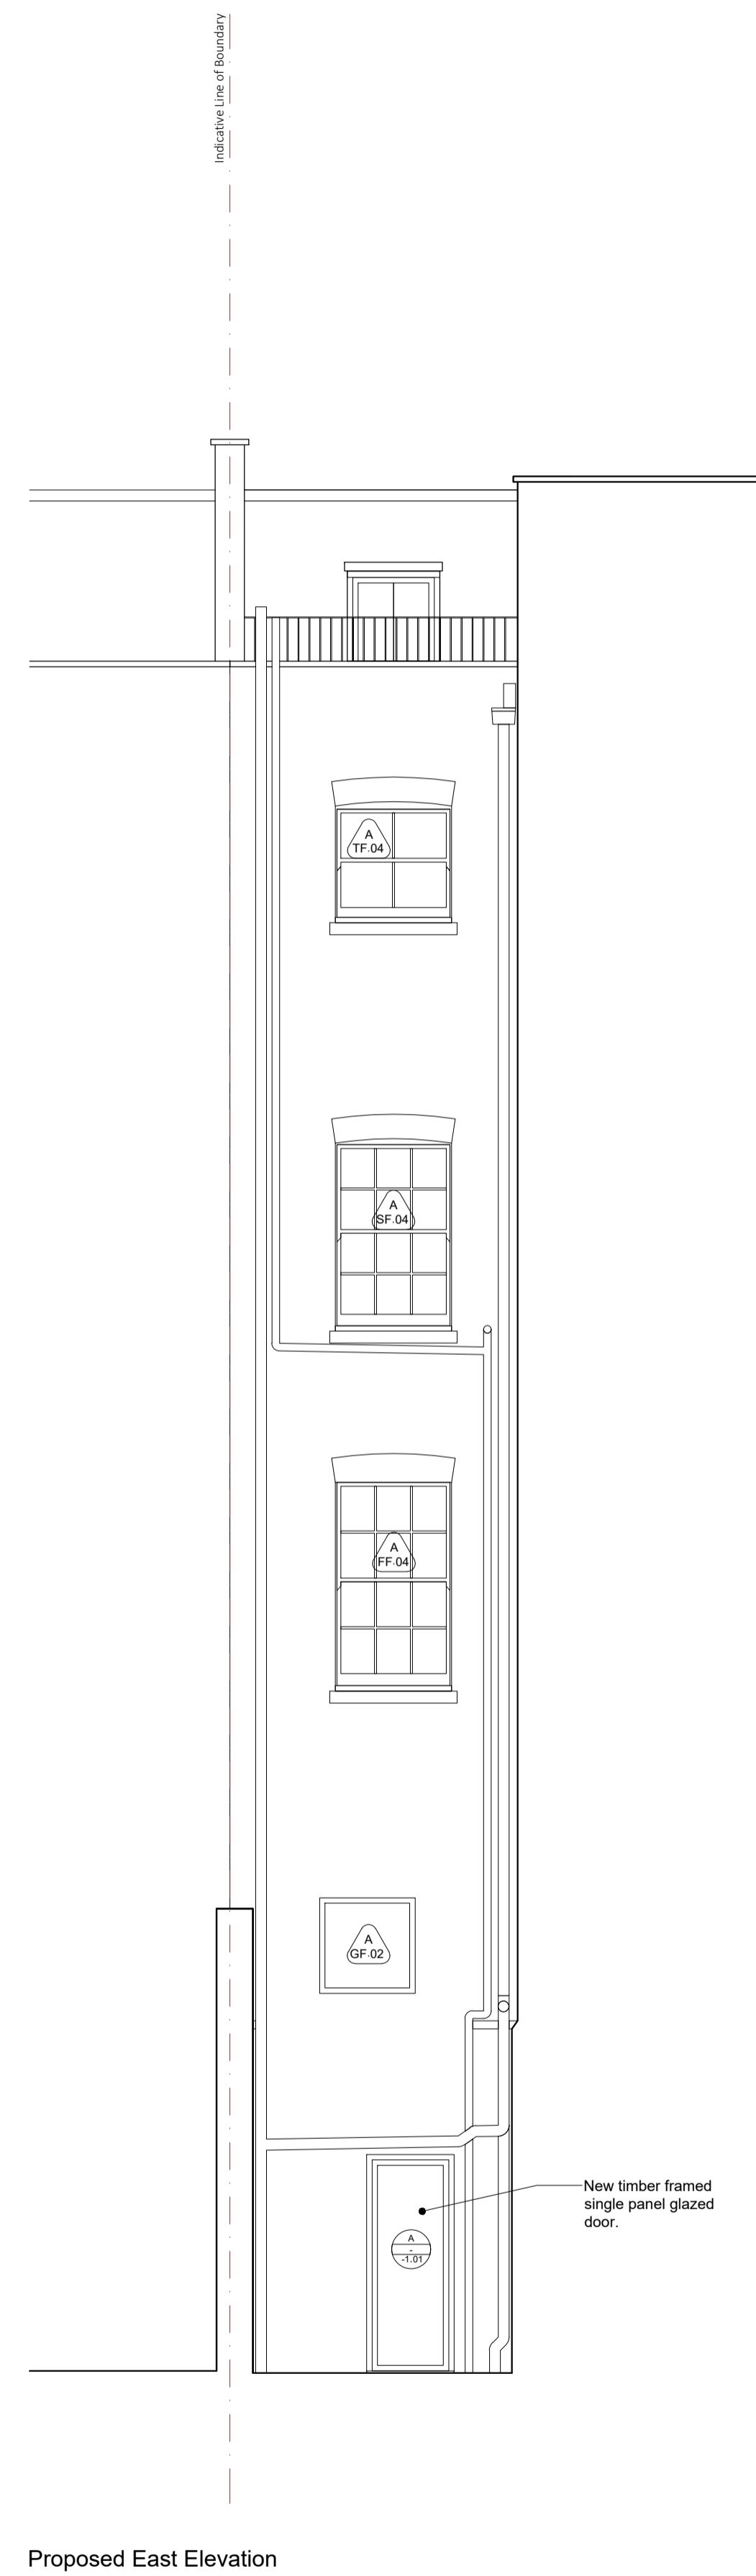 Indicative Line of Boundary
A
TF.04
A
SF.04
A
FF.04
A
GF.02
New timber framed
single panel glazed
door.
A
-
-1.01
Proposed East Elevation